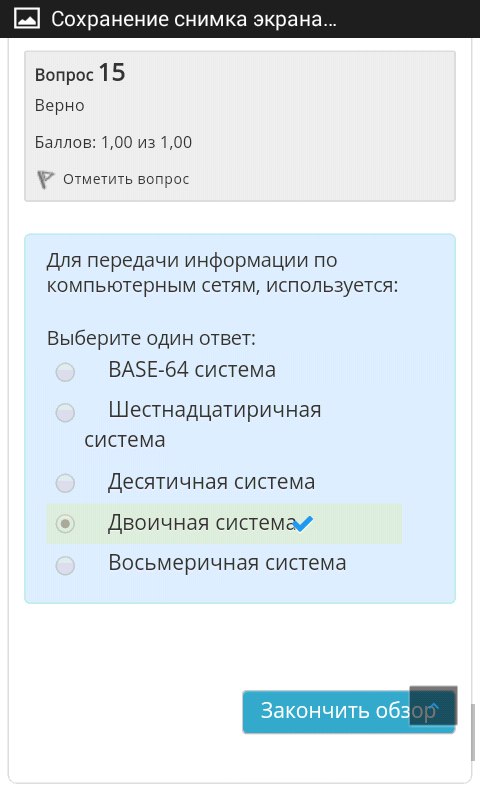 Сохранение снимка экрана...
Вопрос 15
Верно
Баллов: 1,00 из 1,00
Отметить вопрос
Для передачи информации по
компьютерным сетям, используется:
Выберите один ответ:
BASE-64 система
Шестнадцатиричная
система
Десятичная система
Двоичная система
Восьмеричная система
Закончить обзор